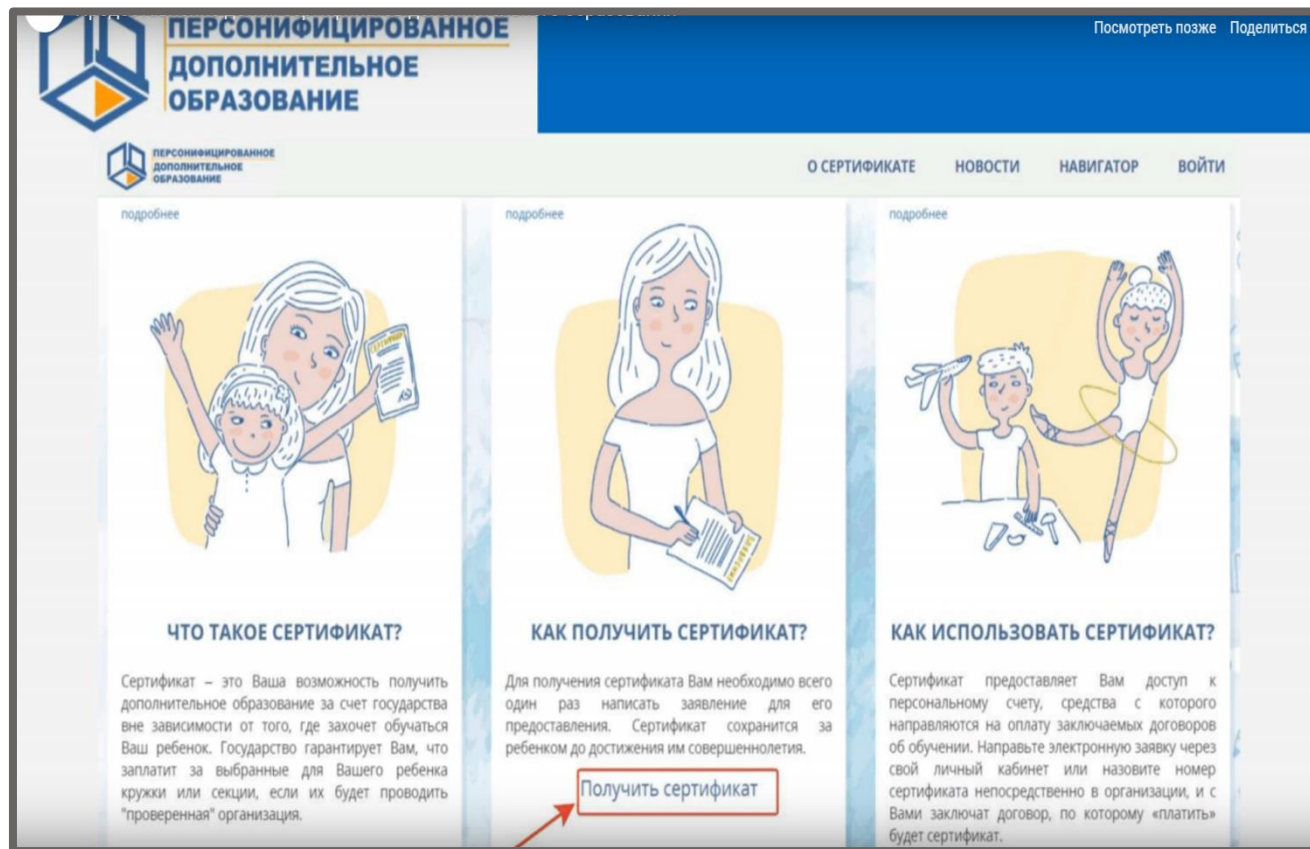 ПЕРСОНИФИЦИРОВАННОЕ
ДОПОЛНИТЕЛЬНОЕ
ОБРАЗОВАНИЕ
Посмотреть позже Поделиться
ПЕРСОНИФИЦИРОВАННОЕ
ДОПОЛНИТЕЛЬНОЕ
ОБРАЗОВАНИЕ
О СЕРТИФИКАТЕ НОВОСТИ НАВИГАТОР ВОЙТИ
подробнее
СЕРТИФИКАТ
ЧТО ТАКОЕ СЕРТИФИКАТ?
Сертификат – это Ваша возможность получить
дополнительное образование за счет государства
вне зависимости от того, где захочет обучаться
Ваш ребенок. Государство гарантирует Вам, что
заплатит за выбранные для Вашего ребенка
кружки или секции, если их будет проводить
"проверенная" организация.
подробнее
Заявление
КАК ПОЛУЧИТЬ СЕРТИФИКАТ?
Для получения сертификата Вам необходимо всего
один раз написать заявление для его
предоставления. Сертификат сохранится за
ребенком до достижения им совершеннолетия.
Получить сертификат
подробнее
КАК ИСПОЛЬЗОВАТЬ СЕРТИФИКАТ?
Сертификат предоставляет Вам доступ к
персональному счету, средства с которого
направляются на оплату заключаемых договоров
об обучении. Направьте электронную заявку через
свой личный кабинет или назовите номер
сертификата непосредственно в организации, и с
Вами заключат договор, по которому «платить»
будет сертификат.